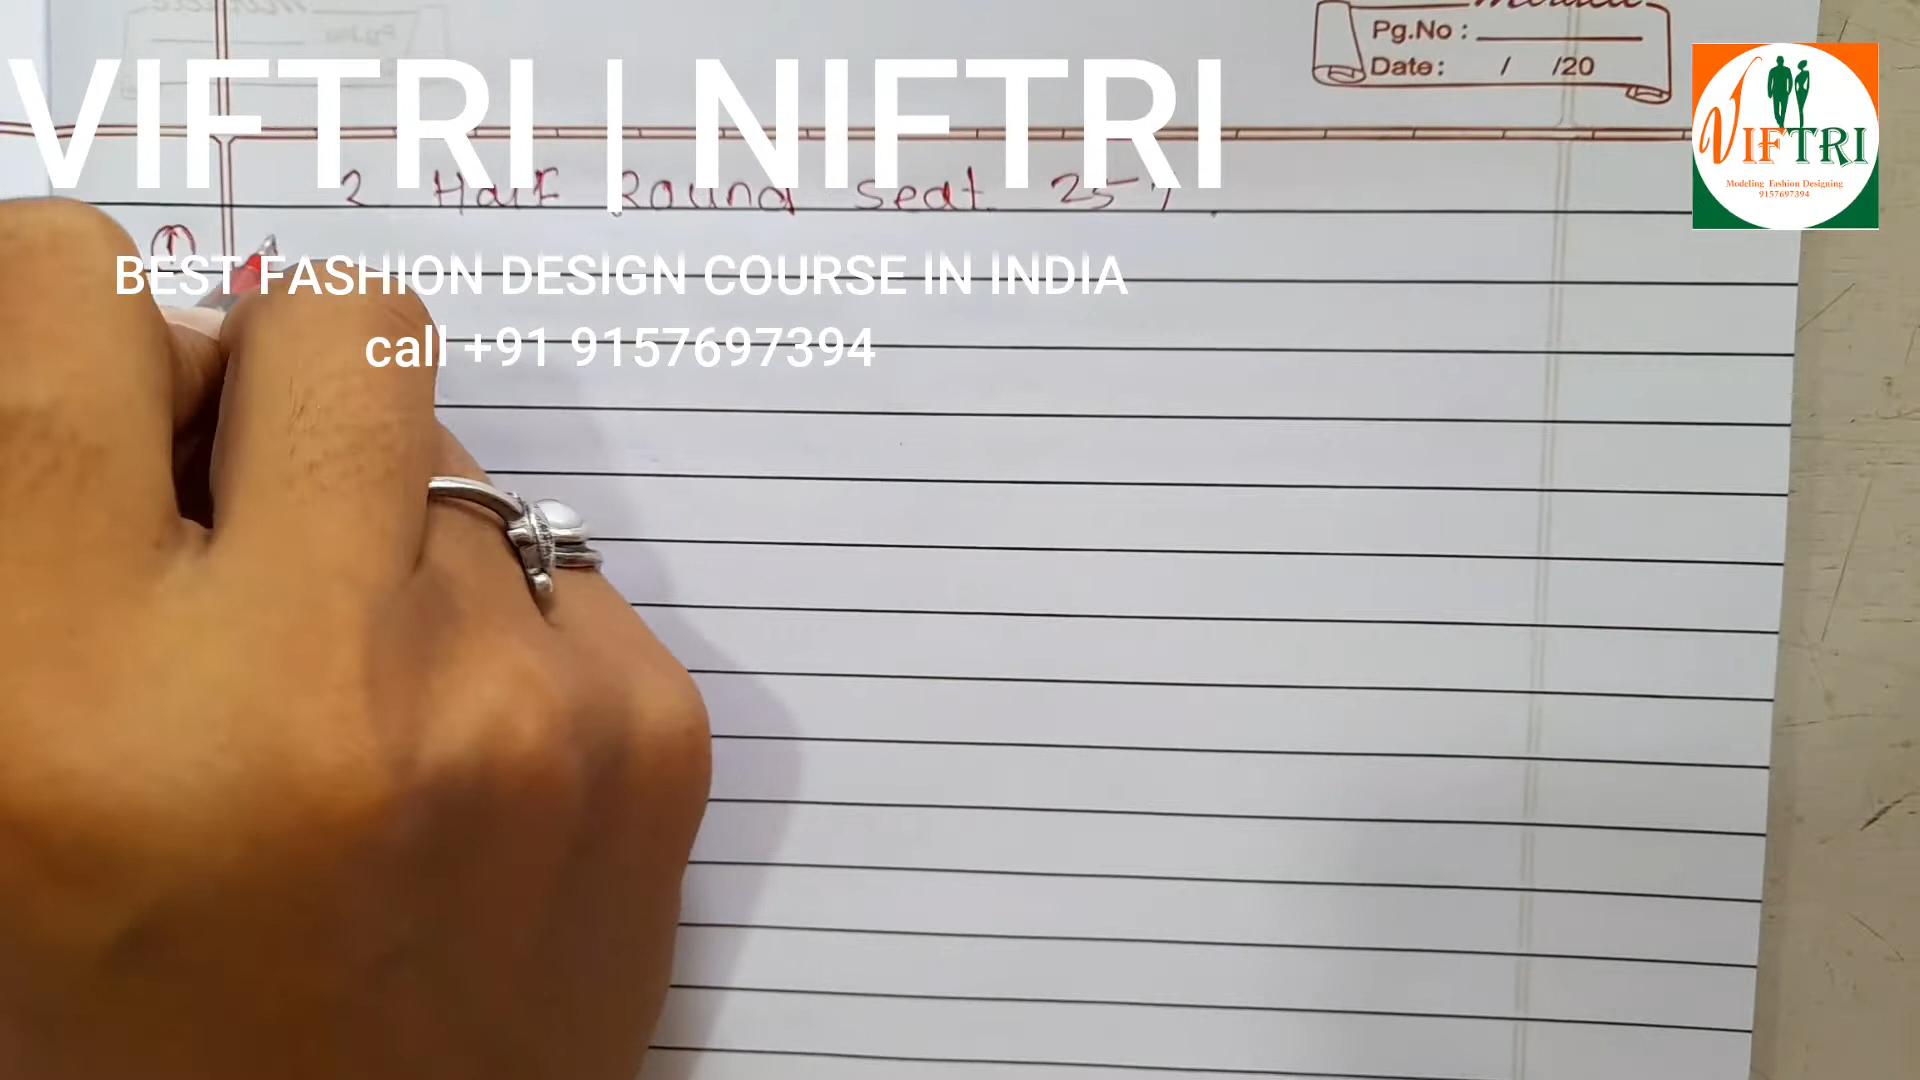 Pg.No :
Date: / /20
VIFTRI | NIFTRI
VIFTRI
Modeling Fashion Designing
9157697394
2 Half Round seat 25
BEST FASHION DESIGN COURSE IN INDIA
call +91 9157697394